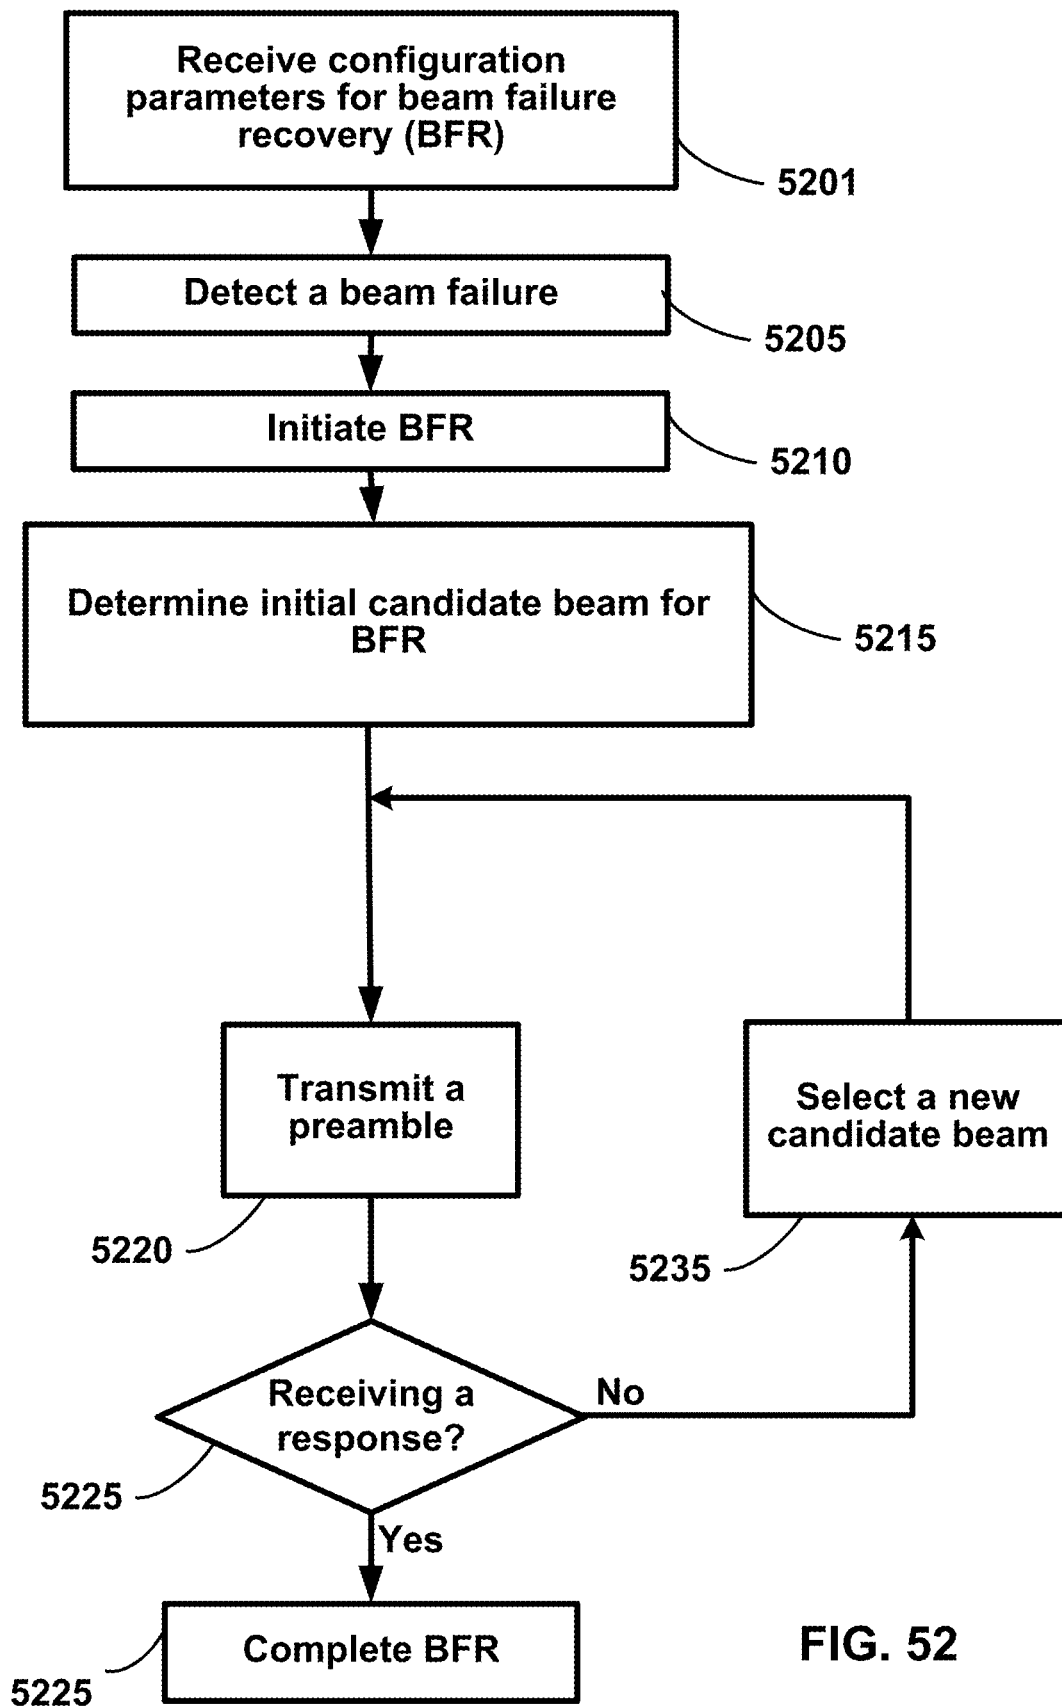 Receive configuration
parameters for beam failure
recovery (BFR)
5201
Detect a beam failure
5205
Initiate BFR
5210
Determine initial candidate beam for
BFR
5215
Transmit a
preamble
5220
Select a new
candidate beam
5235
Receiving a
response?
No
5225
Yes
Complete BFR
5225
FIG. 52